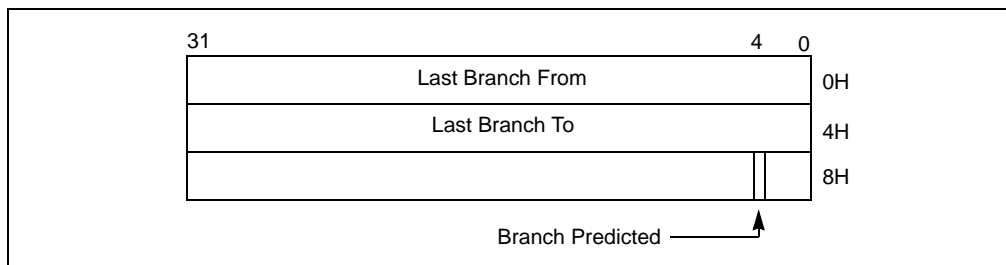 31 4 0
Last Branch From 0H
Last Branch To 4H
8H
Branch Predicted